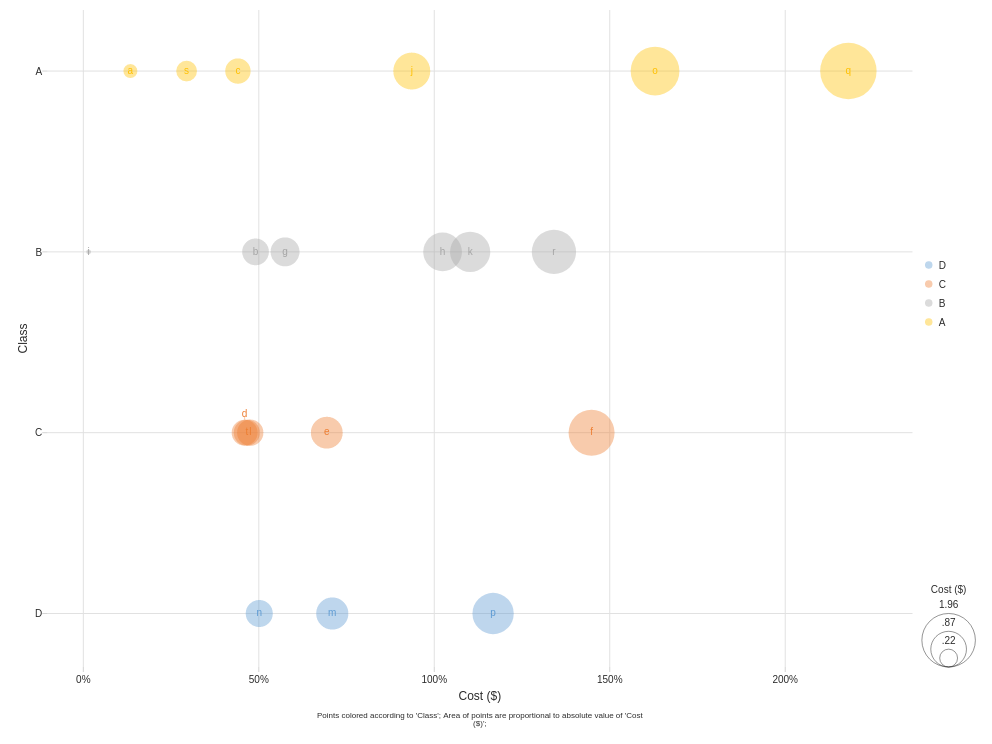 A
a
s
c
j
o
q
B
i
b
g
h
k
r
Class
C
d
e
f
D
n
m
p
0%
50%
100%
150%
200%
Cost ($)
Points colored according to 'Class'; Area of points are proportional to absolute value of 'Cost
($)';
D
C
B
A
Cost ($)
1.96
.87
.22